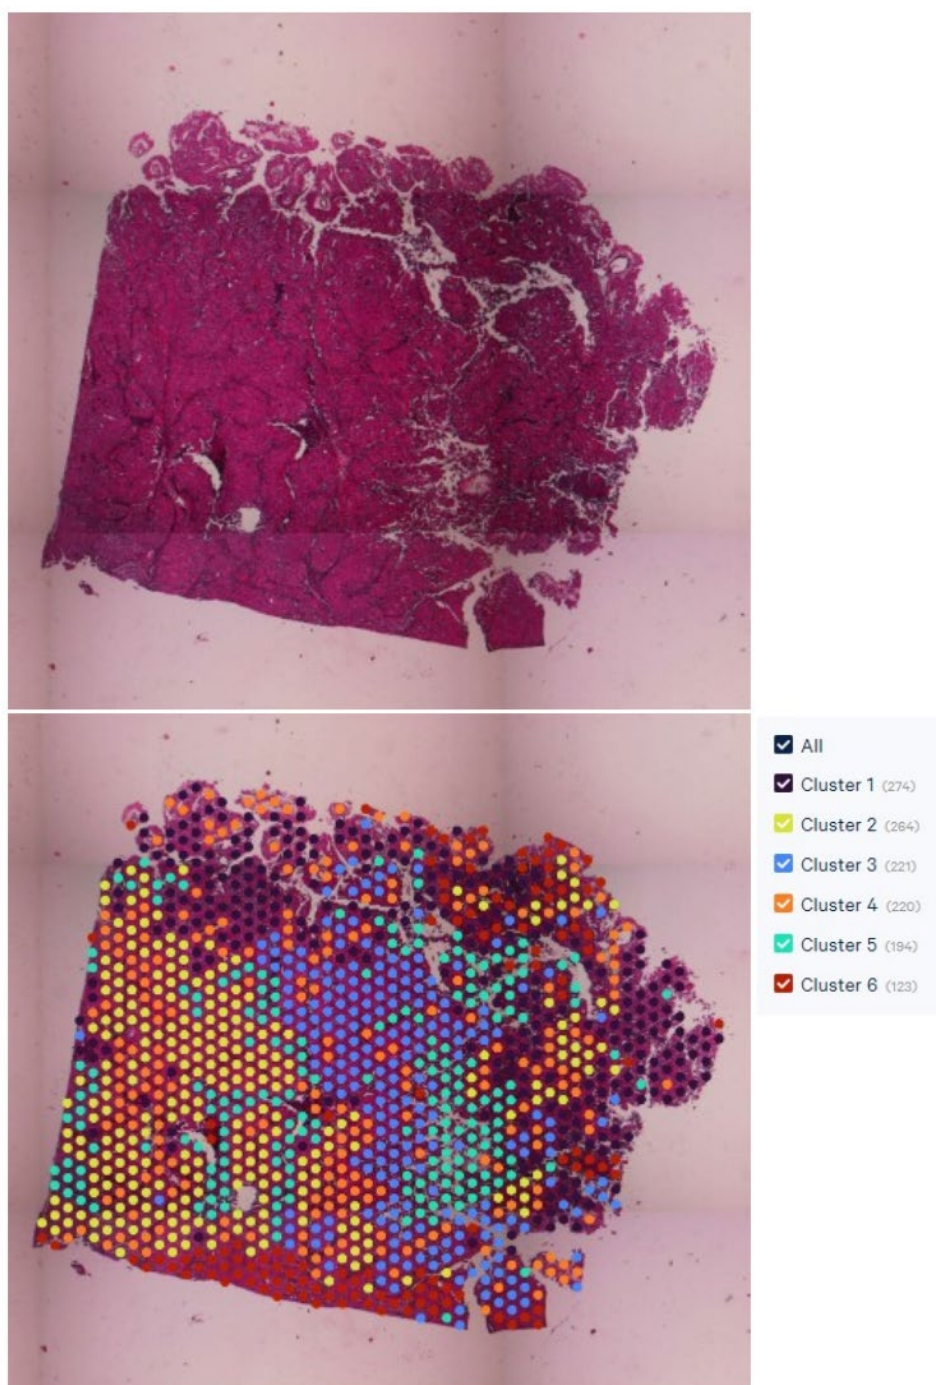 All
Cluster 1 (274)
Cluster 2 (264)
Cluster 3 (221)
Cluster 4 (220)
Cluster 5 (194)
Cluster 6 (123)